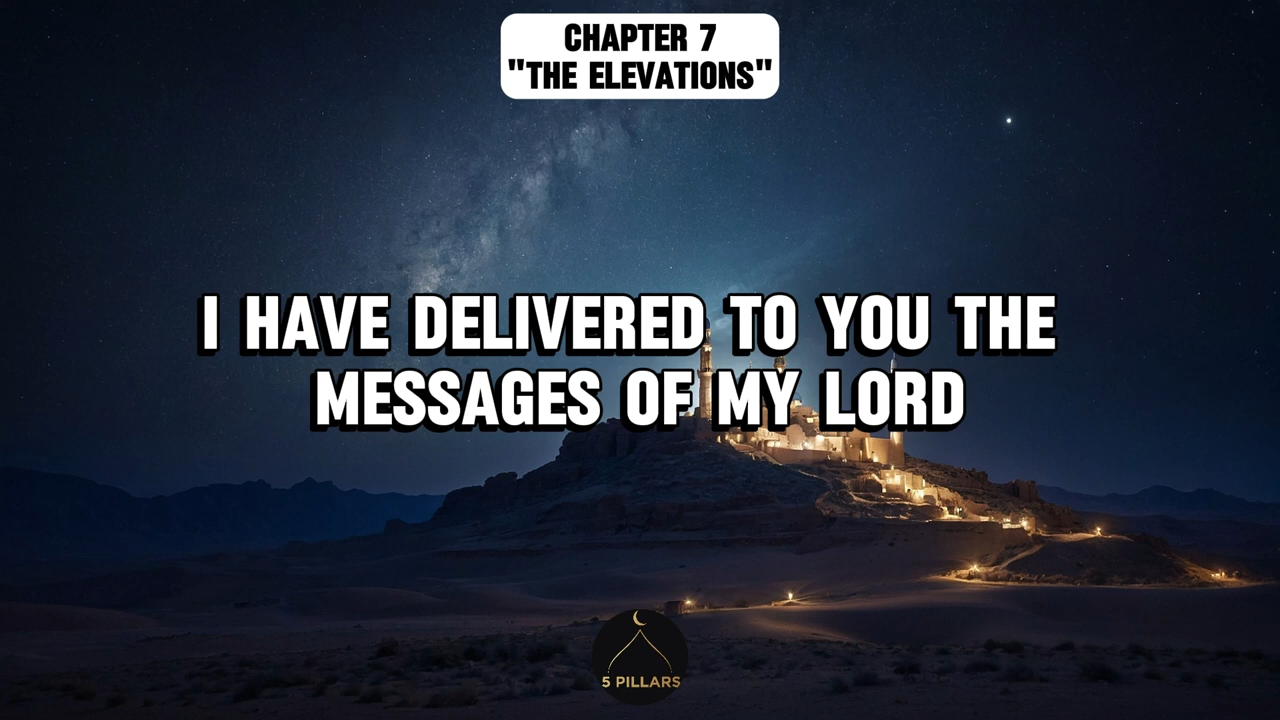 CHAPTER 7
"THE ELEVATIONS"
I HAVE DELIVERED TO YOU THE
MESSAGES OF MY LORD
5 PILLARS